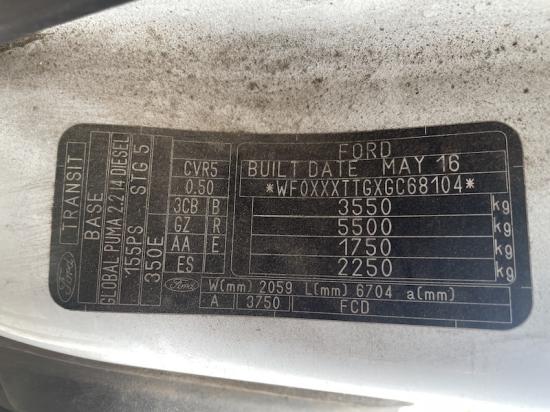 TRANSIT
BASE
GLOBAL PUMA 2.2 I4 DIESEL
155PS STG 5
350E
CVR5
0.50
3CB B
GZ R
AA E
ES
FORD
BUILT DATE MAY 16
*WF0XXXTTGXGC68104*
3550 kg
5500 kg
1750 kg
2250 kg
Ford
Ford W(mm) 2059 L(mm) 6704 a(mm)
A 3750 FCD